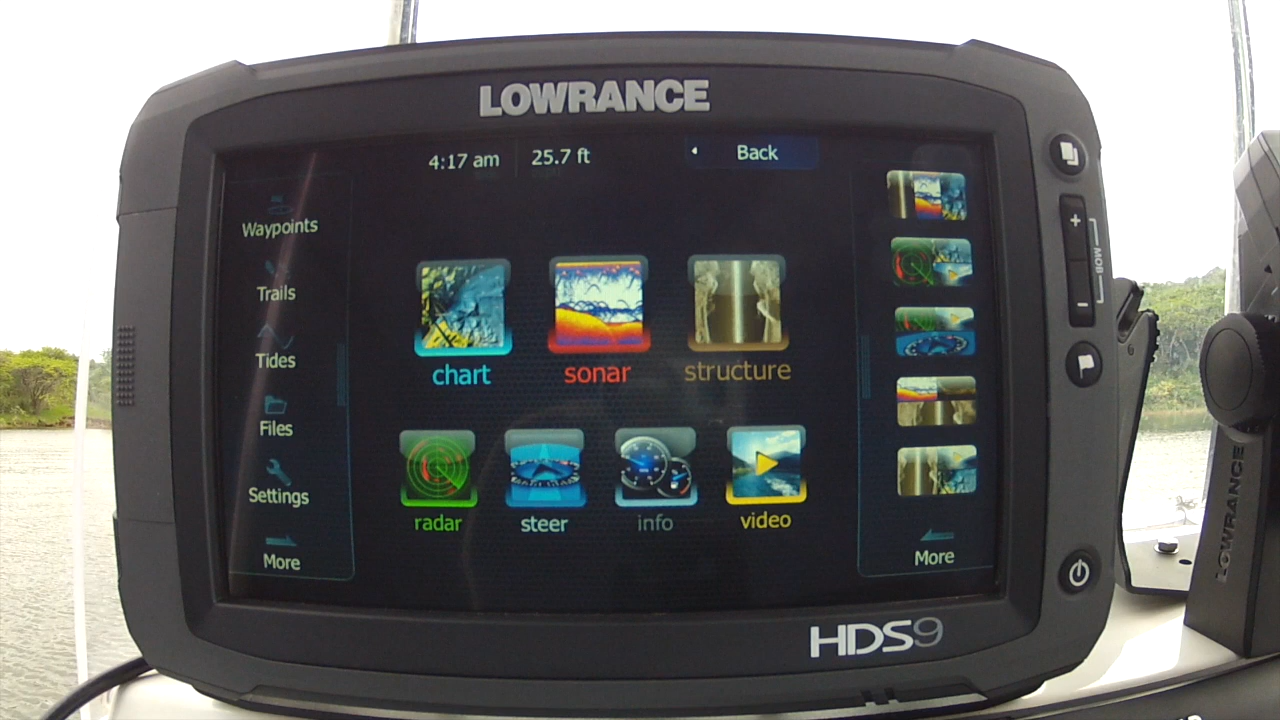 LOWRANCE
4:17 am 25.7 ft Back
Waypoints
Trails
Tides
Files
Settings
More
chart sonar structure
radar steer info video
More
+
MOB
-
HDS9
LOWRANCE